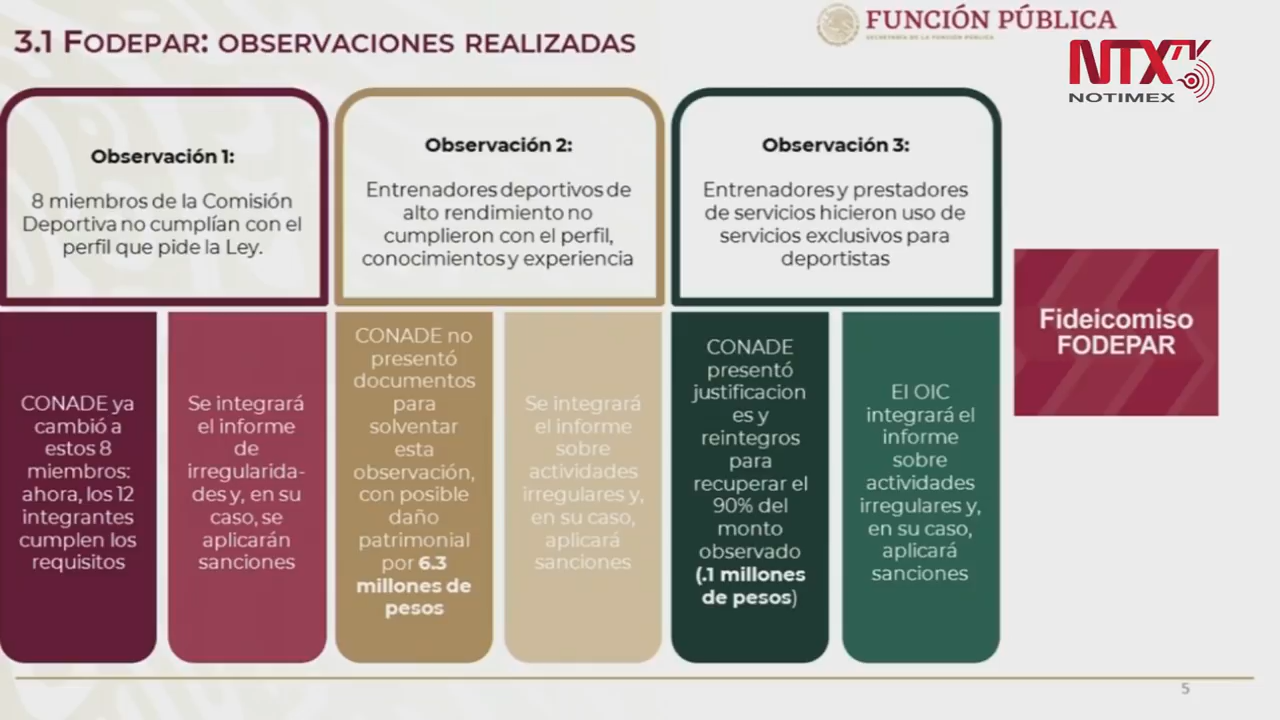 3.1 FODEPAR: OBSERVACIONES REALIZADAS
FUNCIÓN PÚBLICA
SECRETARÍA DE LA FUNCIÓN PÚBLICA
NTX TV
NOTIMEX
Observación 1:
8 miembros de la Comisión
Deportiva no cumplían con el
perfil que pide la Ley.
Observación 2:
Entrenadores deportivos de
alto rendimiento no
cumplieron con el perfil,
conocimientos y experiencia
Observación 3:
Entrenadores y prestadores
de servicios hicieron uso de
servicios exclusivos para
deportistas
CONADE ya
cambió a
estos 8
miembros:
ahora, los 12
integrantes
cumplen los
requisitos
Se integrará
el informe
de
irregularida-
des y, en su
caso, se
aplicarán
sanciones
CONADE no
presentó
documentos
para
solventar
esta
observación,
con posible
daño
patrimonial
por 6.3
millones de
pesos
Se integrará
el informe
sobre
actividades
irregulares y,
en su caso,
aplicará
sanciones
CONADE
presentó
justificacion
es y
reintegros
para
recuperar el
90% del
monto
observado
(.1 millones
de pesos)
El OIC
integrará el
informe
sobre
actividades
irregulares y,
en su caso,
aplicará
sanciones
Fideicomiso
FODEPAR
5